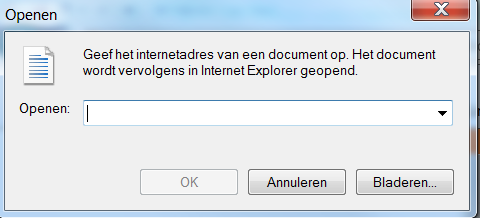 Openen
Geef het internetadres van een document op. Het document
wordt vervolgens in Internet Explorer geopend.
Openen:
OK
Annuleren
Bladeren...